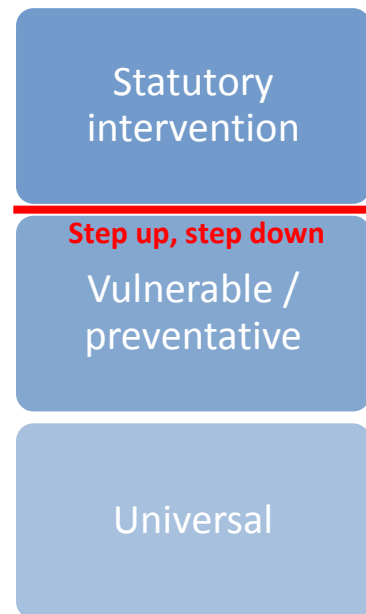 Statutory
intervention
Step up, step down
Vulnerable /
preventative
Universal